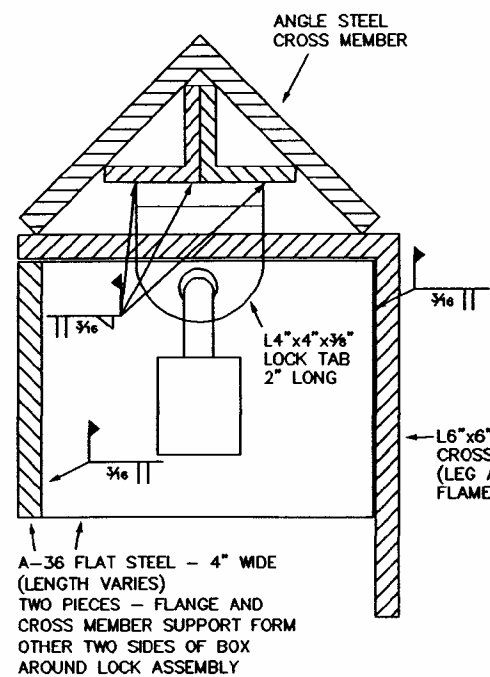 ANGLE STEEL
CROSS MEMBER
3/16
3/16
L4"x4"x3/8"
LOCK TAB
2" LONG
3/16
L6"x6"
CROSS
(LEG A
FLAME
A-36 FLAT STEEL - 4" WIDE
(LENGTH VARIES)
TWO PIECES - FLANGE AND
CROSS MEMBER SUPPORT FORM
OTHER TWO SIDES OF BOX
AROUND LOCK ASSEMBLY